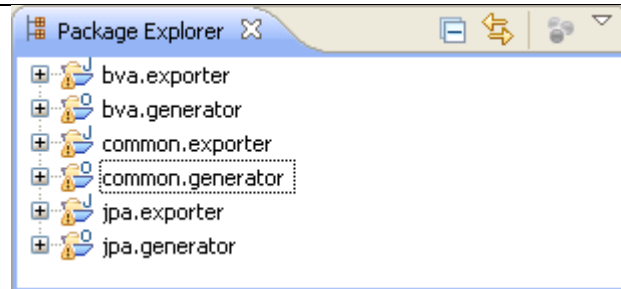 Package Explorer
bva.exporter
bva.generator
common.exporter
common.generator
jpa.exporter
jpa.generator